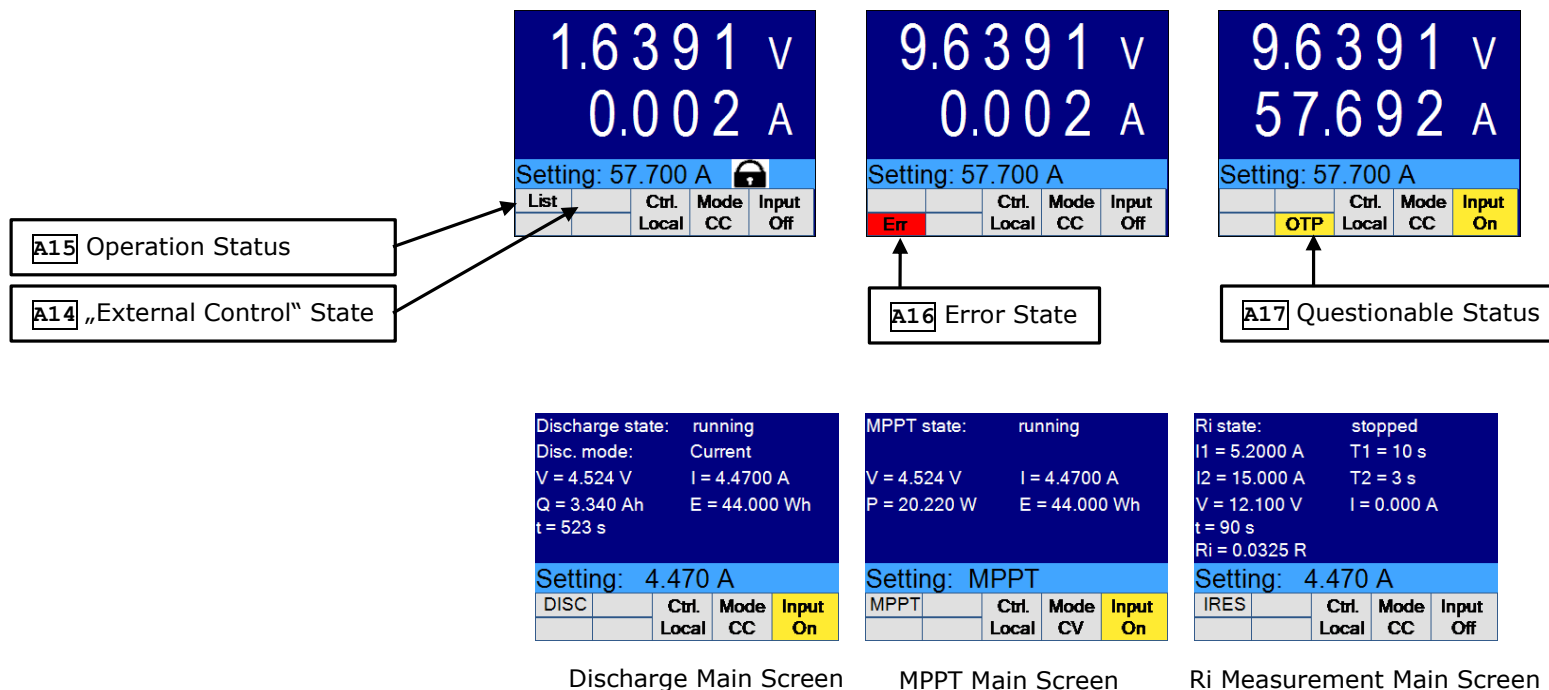 1.6391 V
0.002 A
Setting: 57.700 A
List Ctrl. Mode Input
Local CC Off
9.6391 V
0.002 A
Setting: 57.700 A
Ctrl. Mode Input
Err Local CC Off
9.6391 V
57.692 A
Setting: 57.700 A
Ctrl. Mode Input
OTP Local CC On
A15 Operation Status
A14 „External Control“ State
A16 Error State
A17 Questionable Status
Discharge state: running
Disc. mode: Current
V = 4.524 V I = 4.4700 A
Q = 3.340 Ah E = 44.000 Wh
t = 523 s
Setting: 4.470 A
DISC Ctrl. Mode Input
Local CC On
MPPT state: running
V = 4.524 V I = 4.4700 A
P = 20.220 W E = 44.000 Wh
Setting: MPPT
MPPT Ctrl. Mode Input
Local CV On
Ri state: stopped
I1 = 5.2000 A T1 = 10 s
I2 = 15.000 A T2 = 3 s
V = 12.100 V I = 0.000 A
t = 90 s
Ri = 0.0325 R
Setting: 4.470 A
IRES Ctrl. Mode Input
Local CC Off
Discharge Main Screen
MPPT Main Screen
Ri Measurement Main Screen